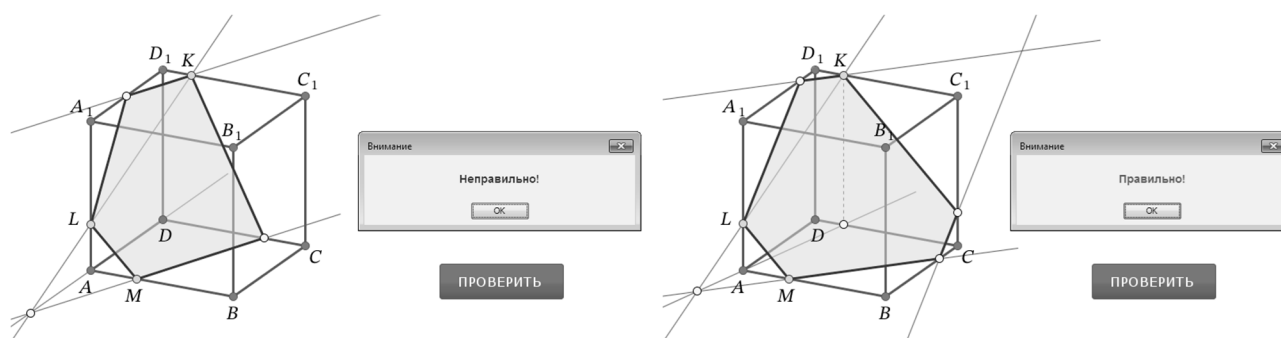 D₁ K
C₁
A₁
B₁
Внимание
Неправильно!
OK
L
D
C
A M
B
ПРОВЕРИТЬ
D₁ K
C₁
A₁
B₁
Внимание
Правильно!
OK
L
D
C
A M
B
ПРОВЕРИТЬ